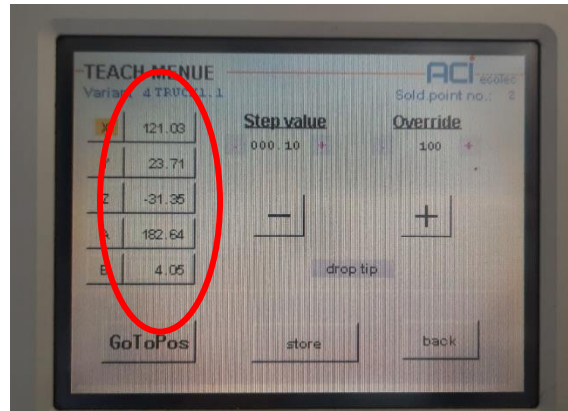 TEACH-MENUE
ACi ecotec
Variant 4 TRUCK1.1
Sold.point no.: 2
Step value
Override
X 121.03
- 000.10 +
- 100 +
Y 23.71
Z -31.35
- +
A 182.64
B 4.05
drop tip
GoToPos
store
back